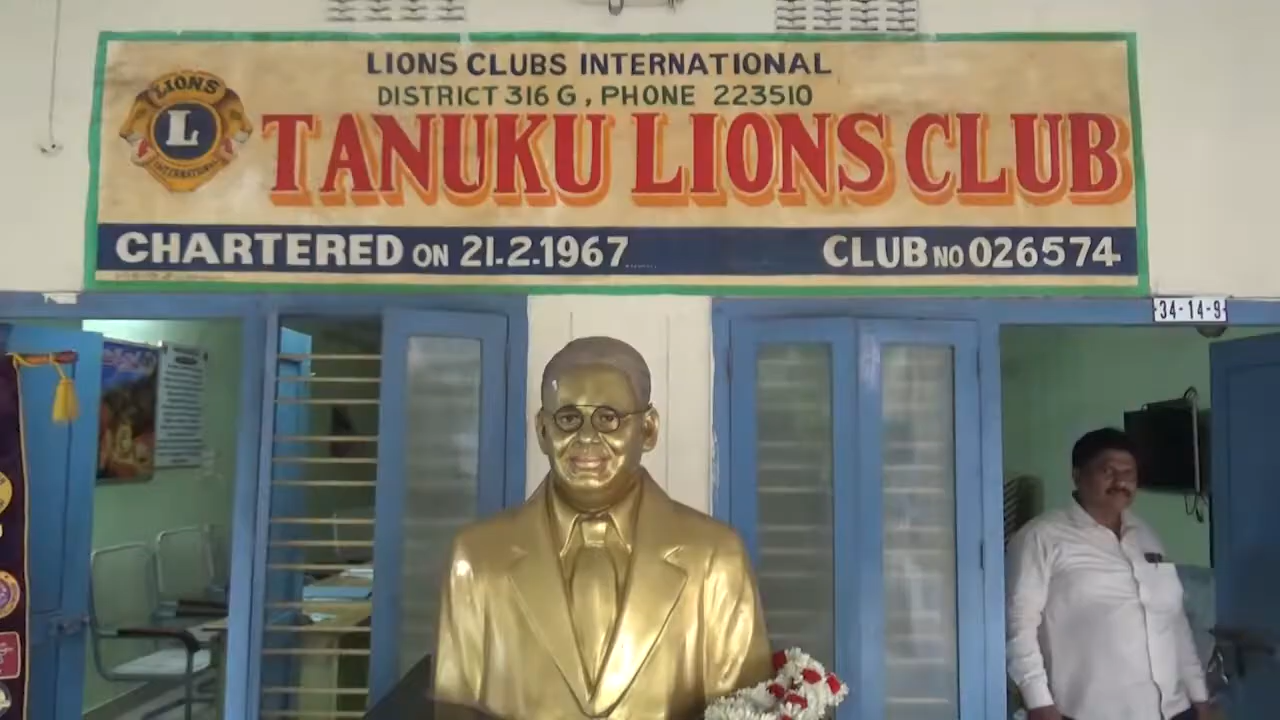 LIONS CLUBS INTERNATIONAL
DISTRICT 316 G, PHONE 223510
LIONS
L
INTERNATIONAL
TANUKU LIONS CLUB
CHARTERED ON 21.2.1967
CLUB NO 026574
34-14-9